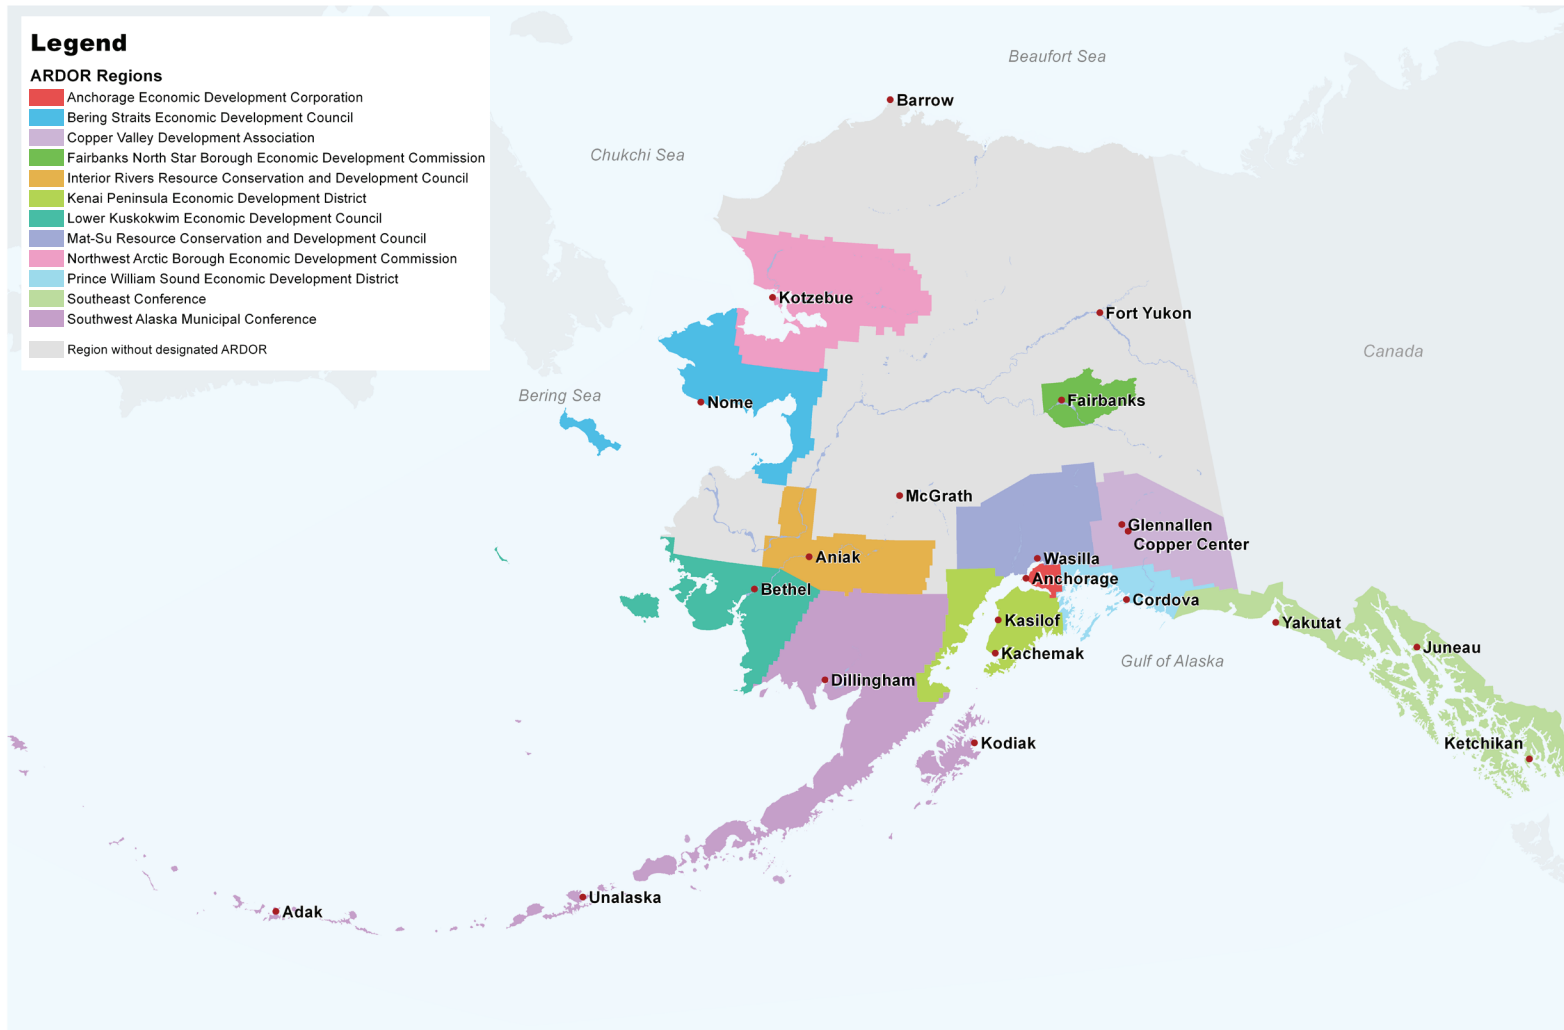 Legend
ARDOR Regions
Anchorage Economic Development Corporation
Bering Straits Economic Development Council
Copper Valley Development Association
Fairbanks North Star Borough Economic Development Commission
Interior Rivers Resource Conservation and Development Council
Kenai Peninsula Economic Development District
Lower Kuskokwim Economic Development Council
Mat-Su Resource Conservation and Development Council
Northwest Arctic Borough Economic Development Commission
Prince William Sound Economic Development District
Southeast Conference
Southwest Alaska Municipal Conference
Region without designated ARDOR
Beaufort Sea
Barrow
Chukchi Sea
Kotzebue
Fort Yukon
Canada
Bering Sea
Nome
Fairbanks
McGrath
Glennallen
Copper Center
Aniak
Wasilla
Anchorage
Bethel
Cordova
Kasilof
Yakutat
Kachemak
Juneau
Gulf of Alaska
Dillingham
Kodiak
Ketchikan
Unalaska
Adak